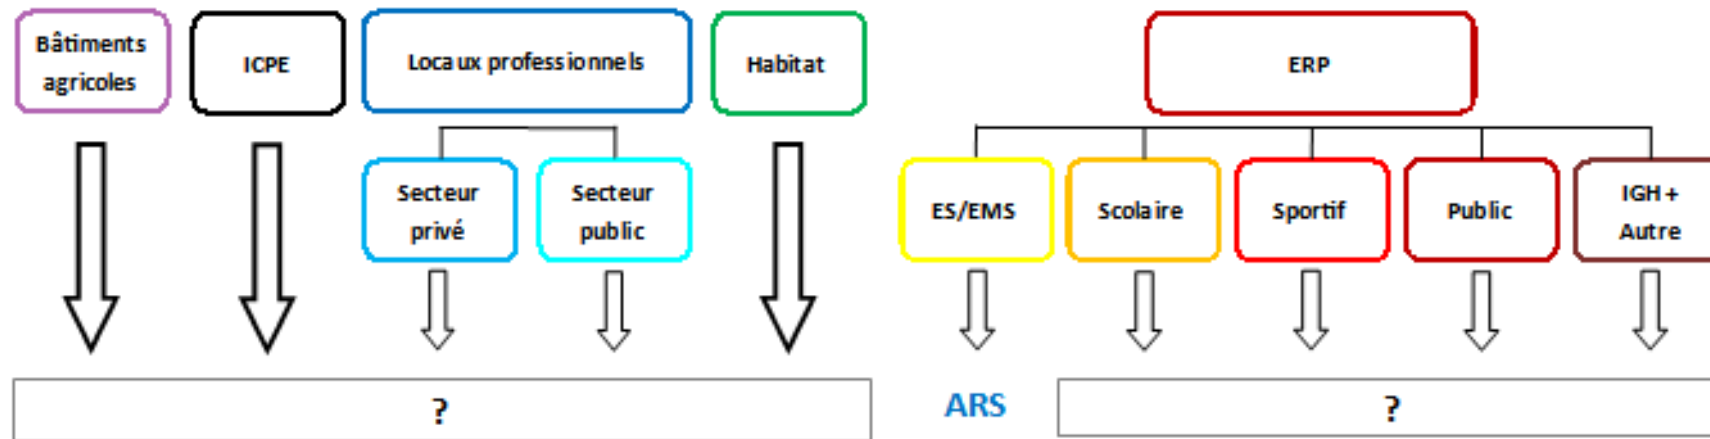 Bâtiments
agricoles
ICPE
Locaux professionnels
Habitat
ERP
Secteur
privé
Secteur
public
ES/EMS
Scolaire
Sportif
Public
IGH +
Autre
?
ARS
?